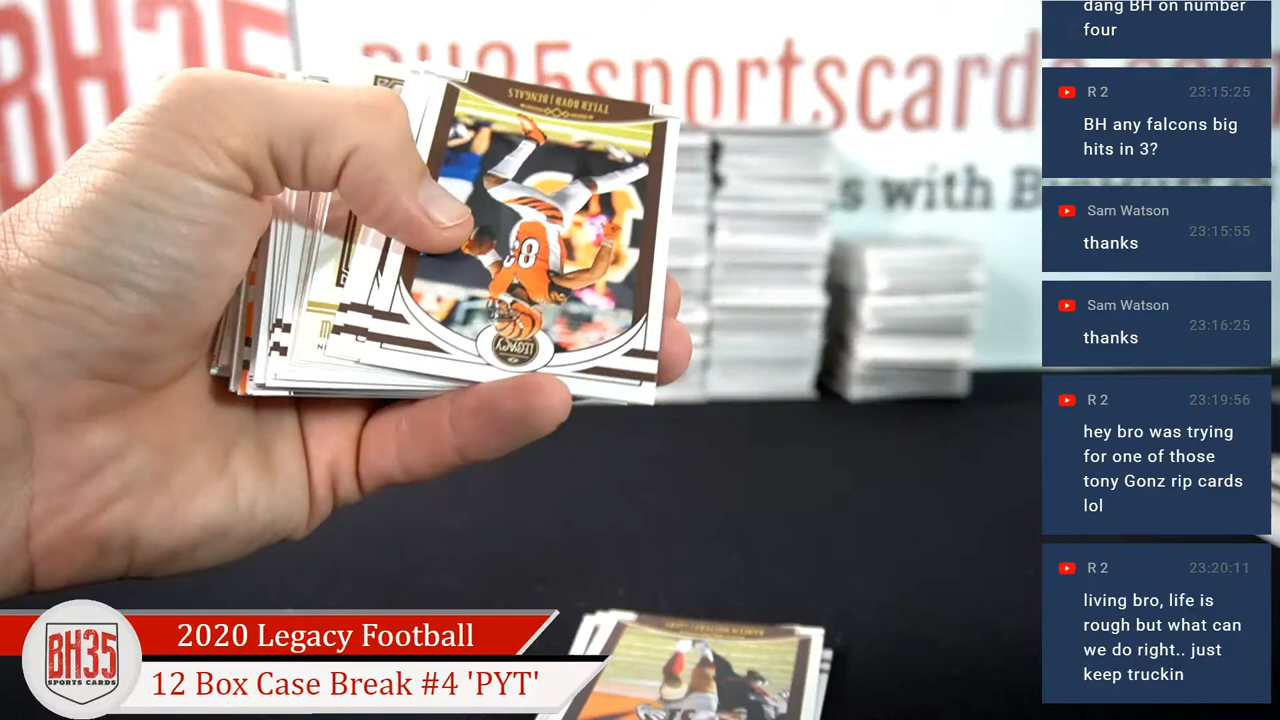 dang BH on number
four
R 2 23:15:25
BH any falcons big
hits in 3?
Sam Watson 23:15:55
thanks
Sam Watson 23:16:25
thanks
R 2 23:19:56
hey bro was trying
for one of those
tony Gonz rip cards
lol
R 2 23:20:11
living bro, life is
rough but what can
we do right.. just
keep truckin
BH35sportscards.com
s with B
TYLER BOYD | BENGALS
83
LEGACY
BH35
SPORTS CARDS
2020 Legacy Football
12 Box Case Break #4 'PYT'